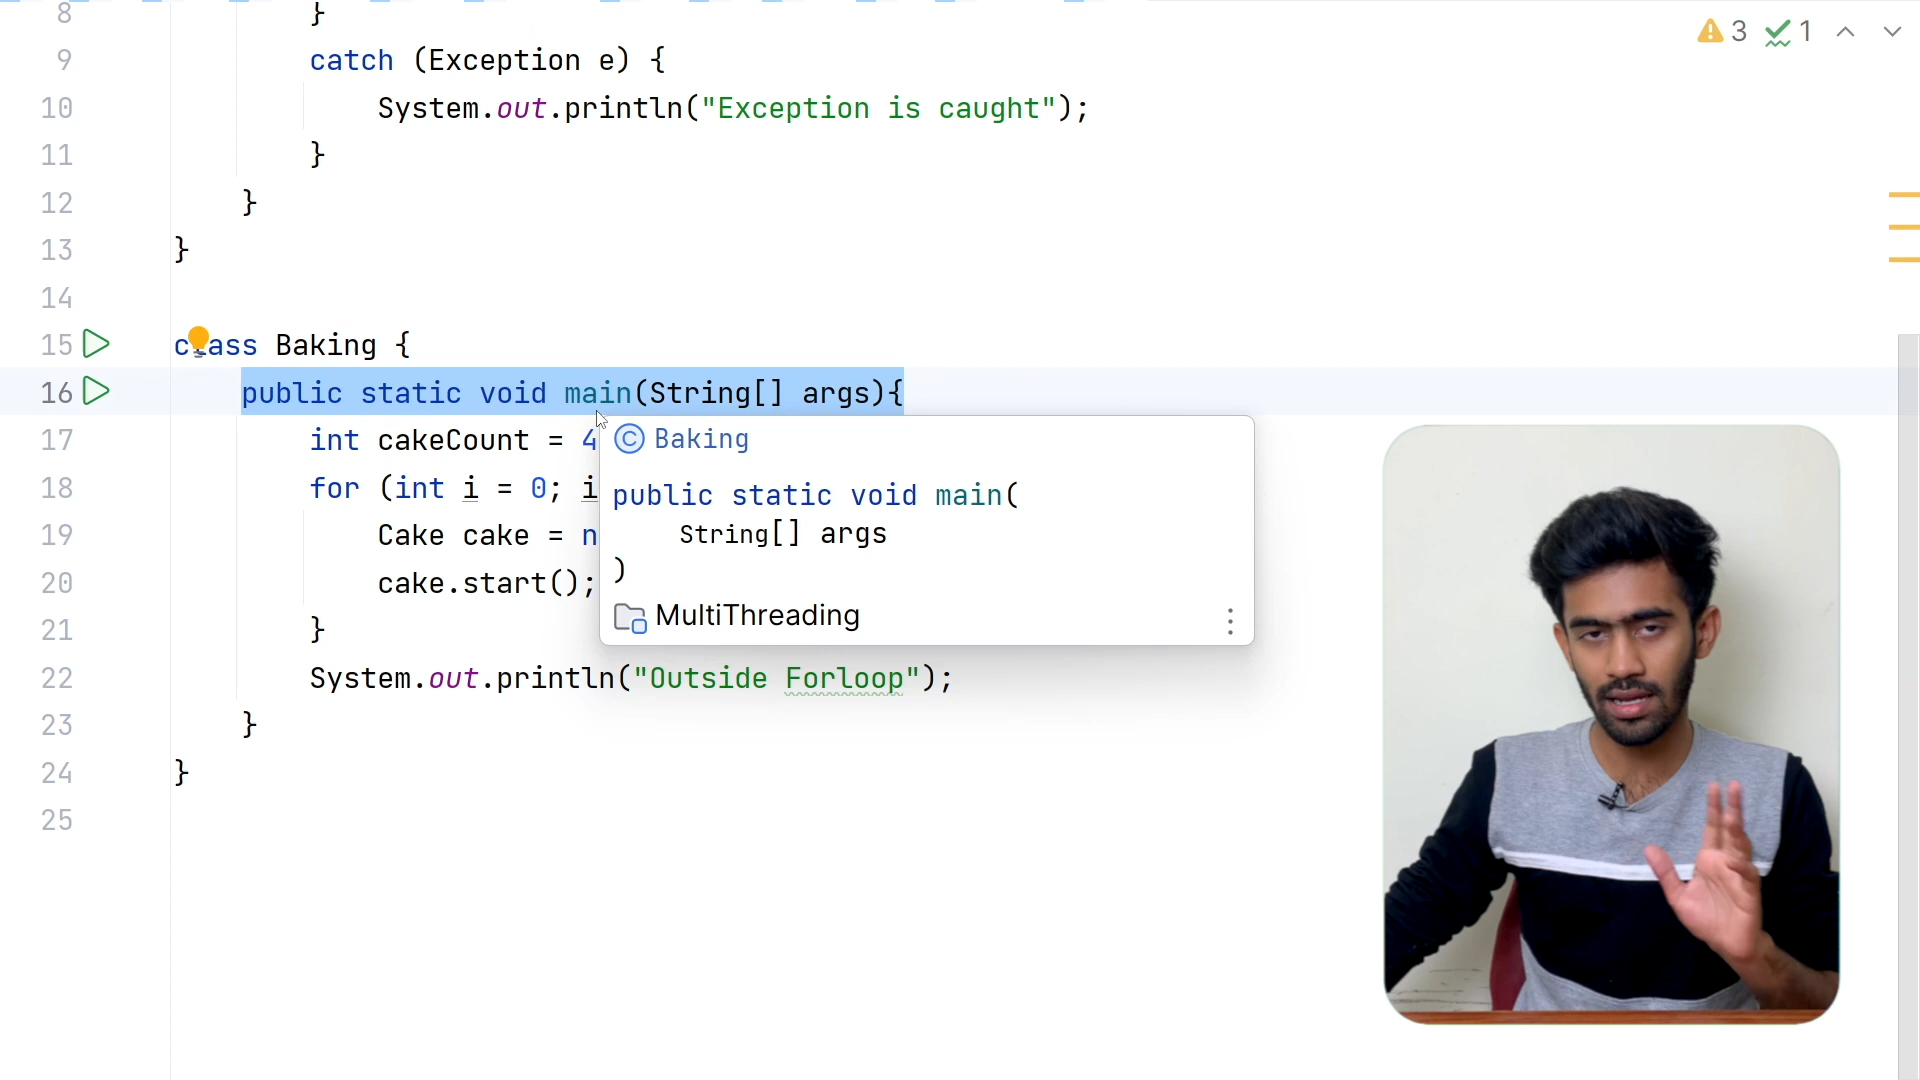 3 1
8 }
9 catch (Exception e) {
10 System.out.println("Exception is caught");
11 }
12 }
13 }
14
15 class Baking {
16 public static void main(String[] args){
17 int cakeCount = 4
18 for (int i = 0; i
19 Cake cake = n
20 cake.start();
21 }
22 System.out.println("Outside Forloop");
23 }
24 }
25
C Baking
public static void main(
String[] args
)
MultiThreading